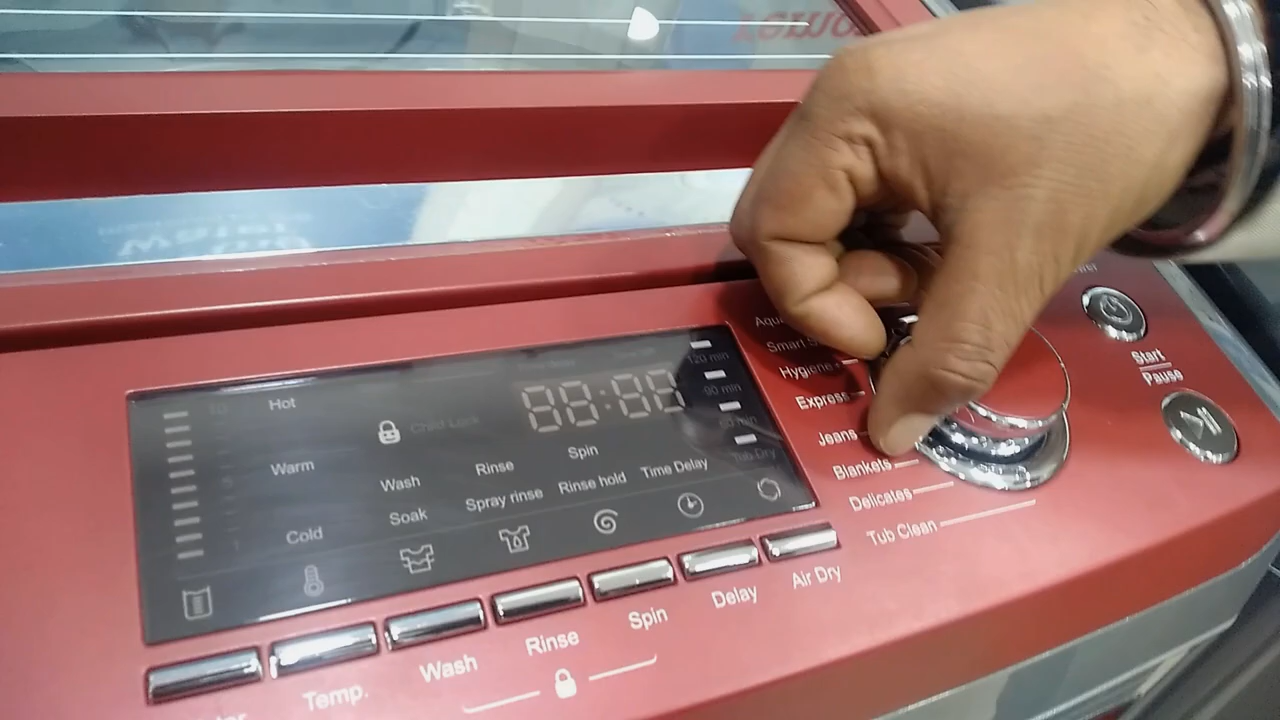 Hot
Warm
Cold
Child Lock
88:88
Wash
Rinse
Spin
Soak
Spray rinse
Rinse hold
Time Delay
120 min
90 min
60 min
Tub Dry
Hygiene+
Express
Jeans
Blankets
Delicates
Tub Clean
Start
Pause
Temp.
Wash
Rinse
Spin
Delay
Air Dry